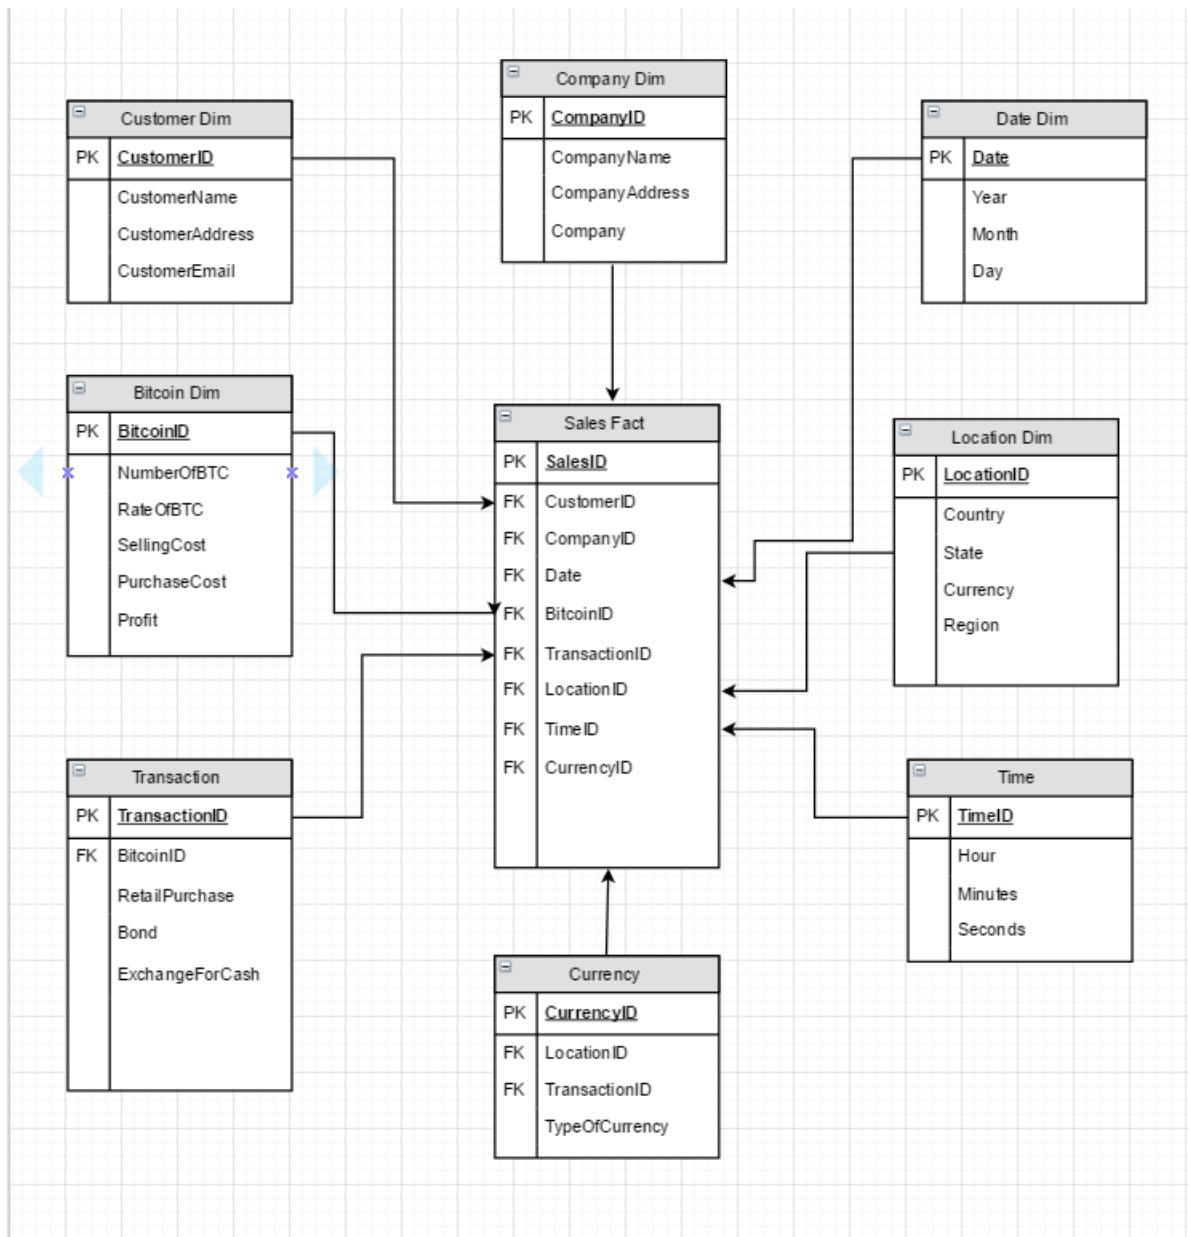 Company Dim
PK CompanyID
CompanyName
CompanyAddress
Company
Customer Dim
PK CustomerID
CustomerName
CustomerAddress
CustomerEmail
Date Dim
PK Date
Year
Month
Day
Bitcoin Dim
PK BitcoinID
NumberOfBTC
RateOfBTC
SellingCost
PurchaseCost
Profit
Sales Fact
PK SalesID
FK CustomerID
FK CompanyID
FK Date
FK BitcoinID
FK TransactionID
FK LocationID
FK TimeID
FK CurrencyID
Location Dim
PK LocationID
Country
State
Currency
Region
Transaction
PK TransactionID
FK BitcoinID
RetailPurchase
Bond
ExchangeForCash
Time
PK TimeID
Hour
Minutes
Seconds
Currency
PK CurrencyID
FK LocationID
FK TransactionID
TypeOfCurrency